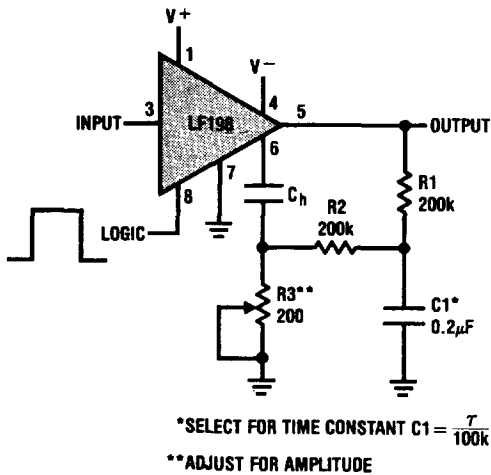 V+
1
V−
4
INPUT
3
LF198
5
OUTPUT
6
7
8
LOGIC
Ch
R1
200k
R2
200k
R3**
200
C1*
0.2μF
*SELECT FOR TIME CONSTANT C1 = τ/100k
**ADJUST FOR AMPLITUDE